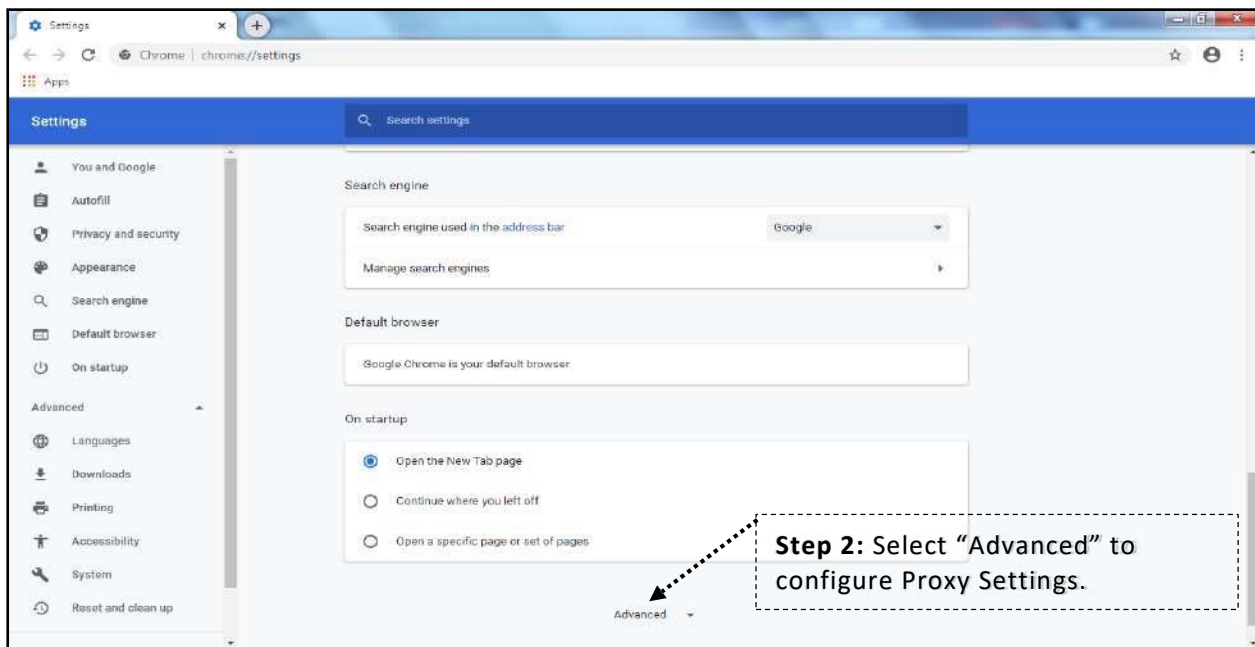 Settings
Chrome | chrome://settings
Apps
Settings
Search settings
You and Google
Autofill
Privacy and security
Appearance
Search engine
Default browser
On startup
Advanced
Languages
Downloads
Printing
Accessibility
System
Reset and clean up
Search engine
Search engine used in the address bar
Google
Manage search engines
Default browser
Google Chrome is your default browser
On startup
Open the New Tab page
Continue where you left off
Open a specific page or set of pages
Advanced
Step 2: Select “Advanced” to
configure Proxy Settings.